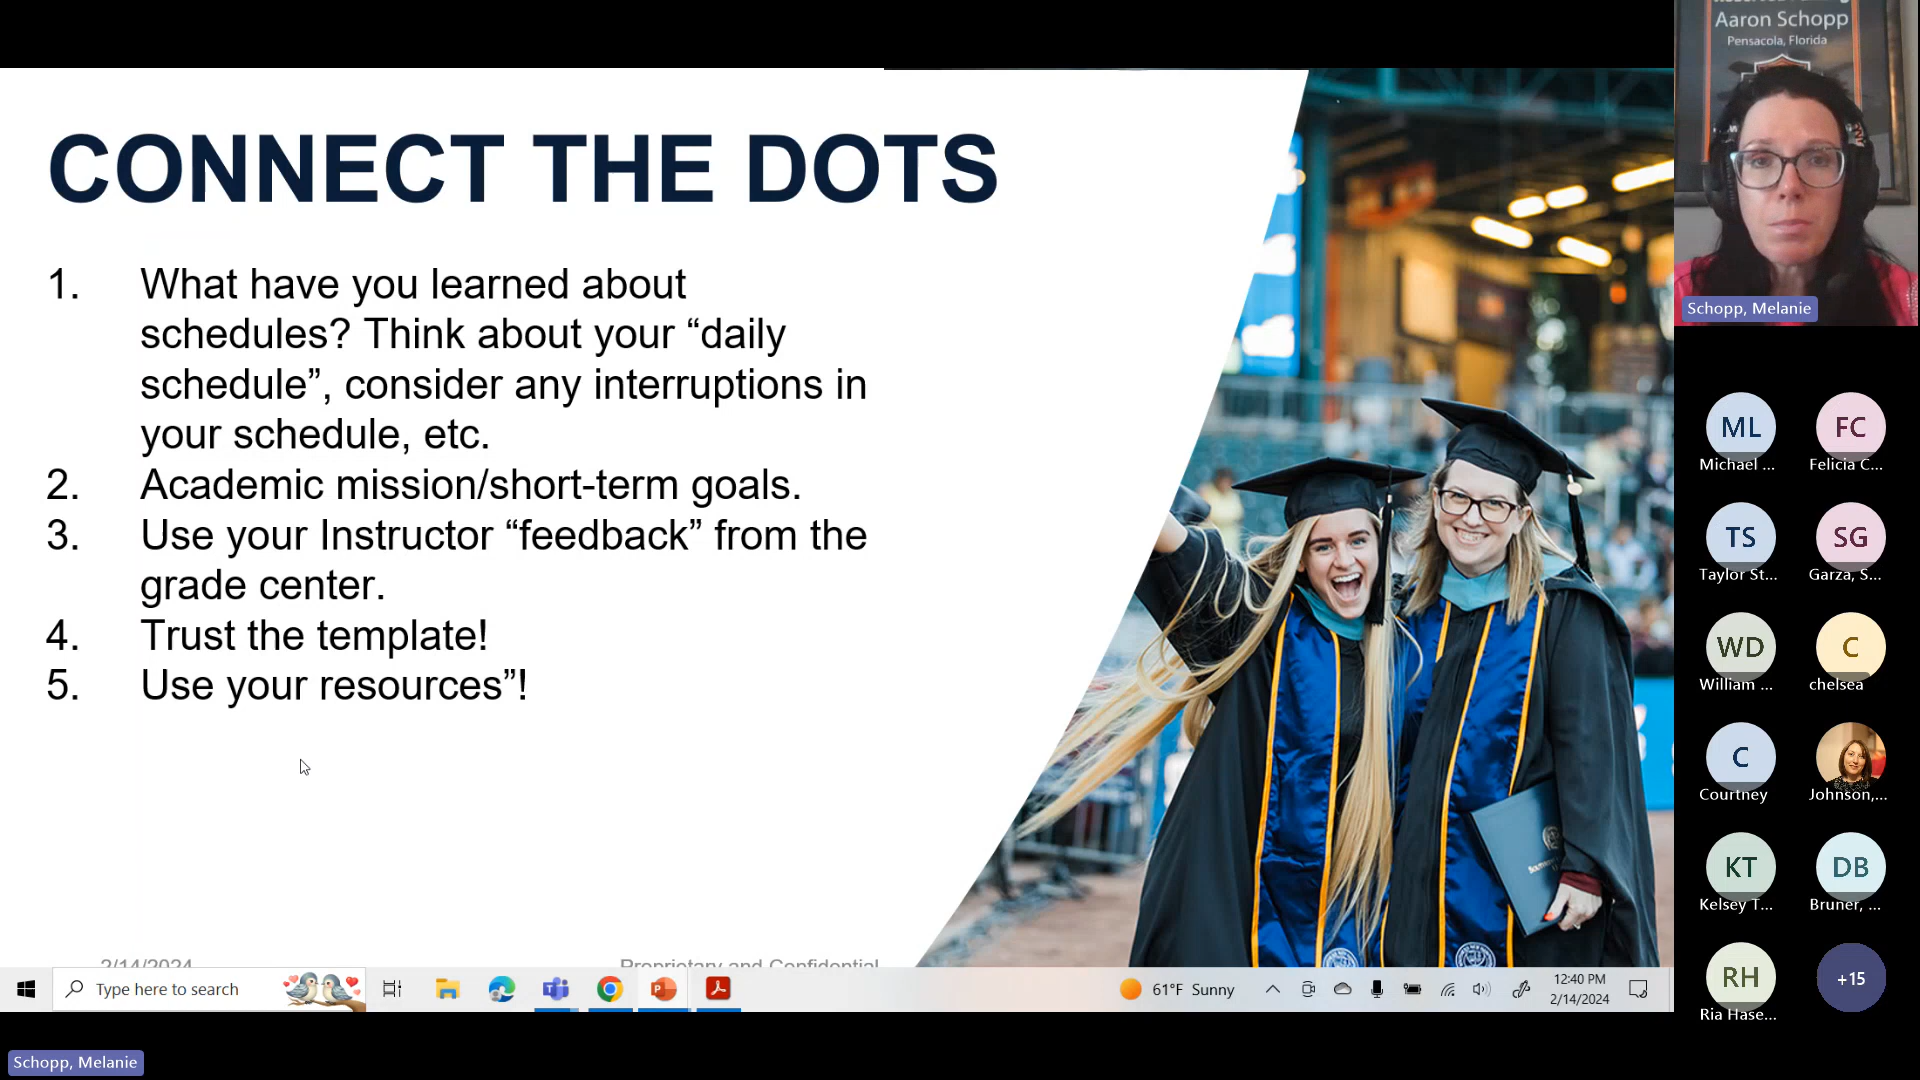 CONNECT THE DOTS
1. What have you learned about
schedules? Think about your “daily
schedule”, consider any interruptions in
your schedule, etc.
2. Academic mission/short-term goals.
3. Use your Instructor “feedback” from the
grade center.
4. Trust the template!
5. Use your resources”!
2/14/2024
Proprietary and Confidential
Type here to search
61°F Sunny
12:40 PM
2/14/2024
Schopp, Melanie
Aaron Schopp
Pensacola, Florida
Schopp, Melanie
ML
Michael ...
FC
Felicia C...
TS
Taylor St...
SG
Garza, S...
WD
William ...
C
chelsea
C
Courtney
Johnson,...
KT
Kelsey T...
DB
Bruner, ...
RH
Ria Hase...
+15